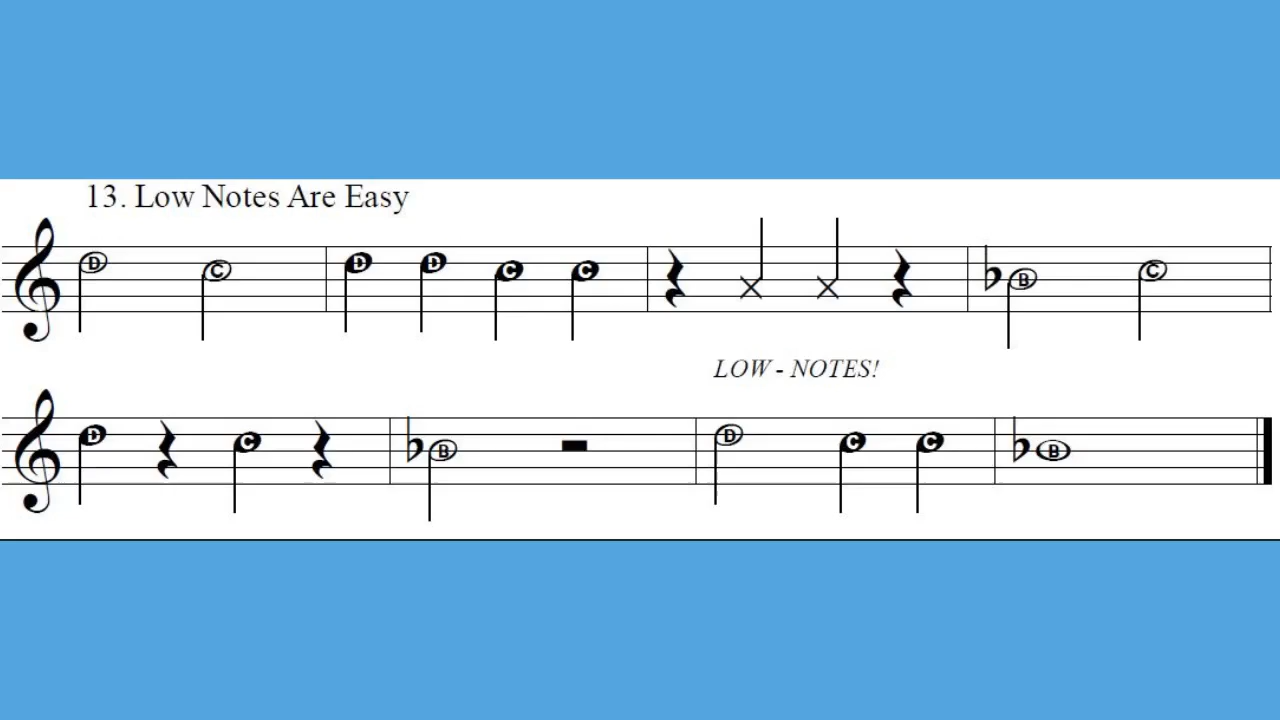 13. Low Notes Are Easy
D C D D C C B C
LOW - NOTES!
D C B D C C B